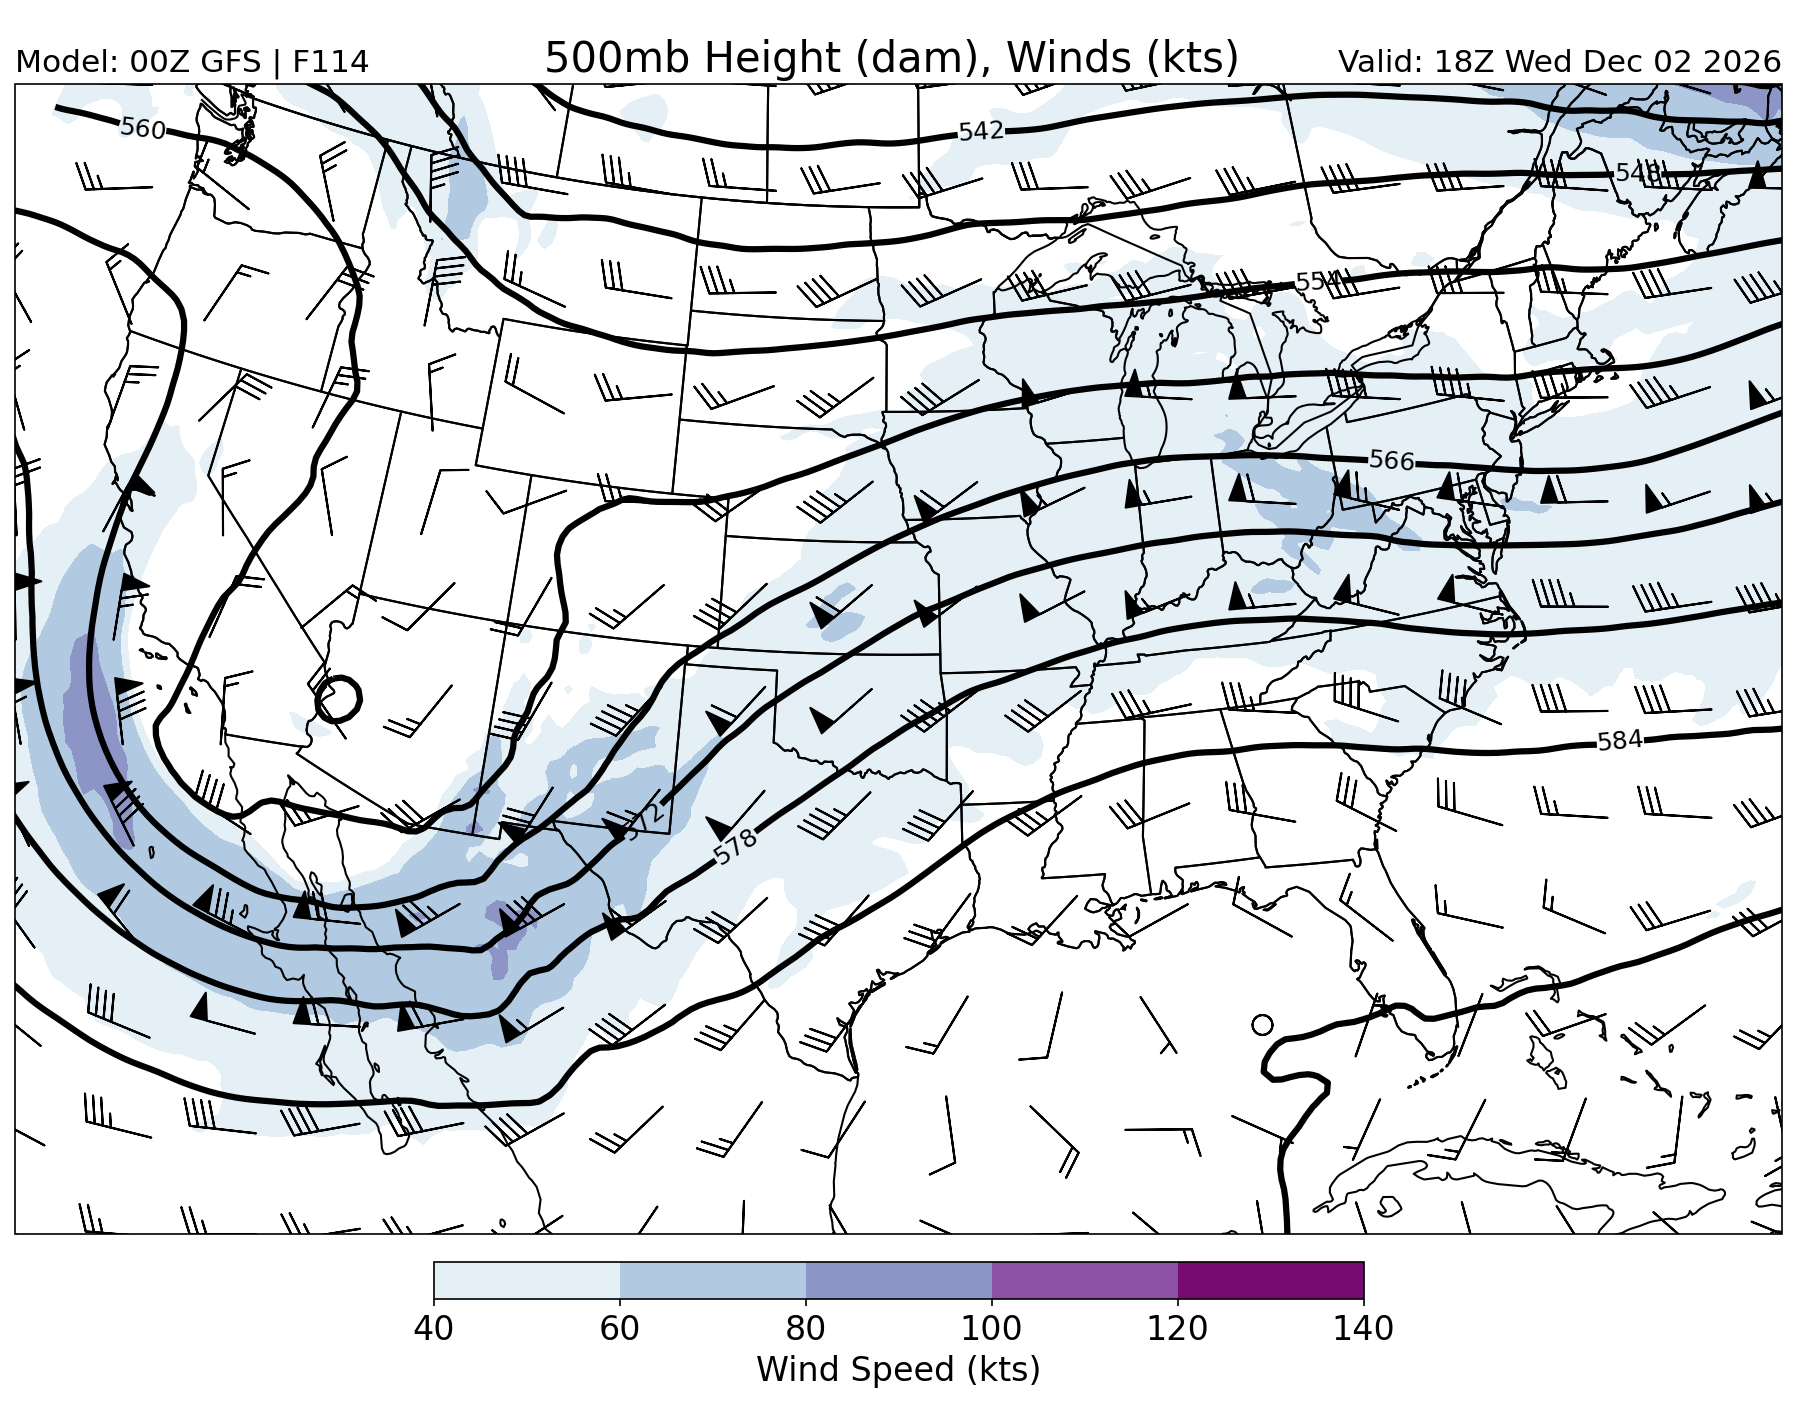 Model: 00Z GFS | F114
500mb Height (dam), Winds (kts)
Valid: 18Z Wed Dec 02 2026
560
542
548
554
566
584
572
578
40 60 80 100 120 140
Wind Speed (kts)